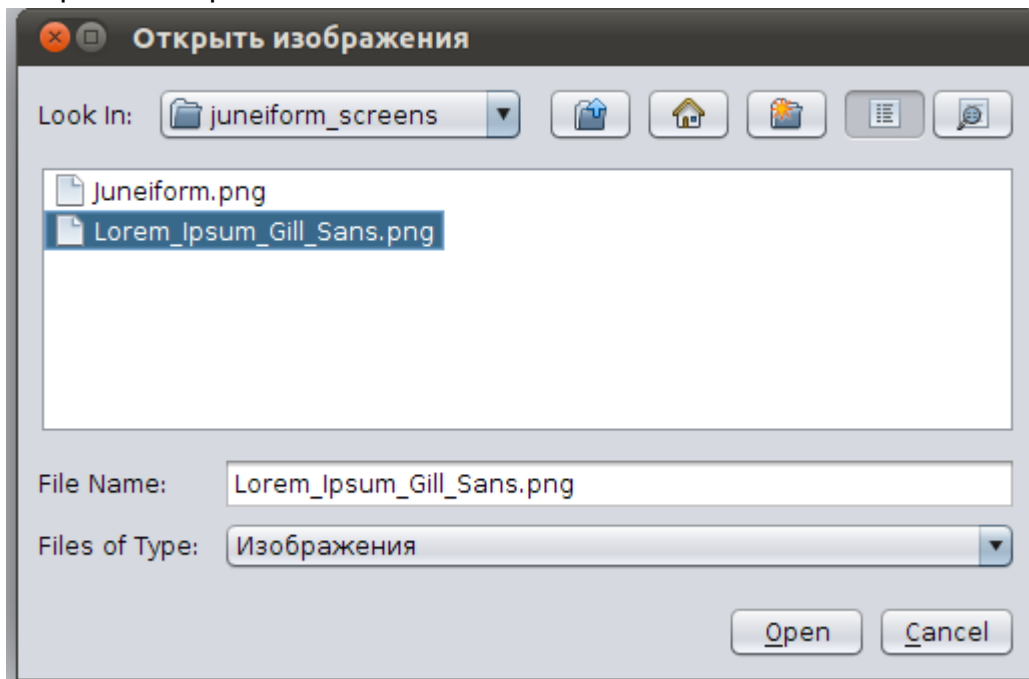 Открыть изображения
Look In: juneiform_screens
Juneiform.png
Lorem_Ipsum_Gill_Sans.png
File Name: Lorem_Ipsum_Gill_Sans.png
Files of Type: Изображения
Open Cancel